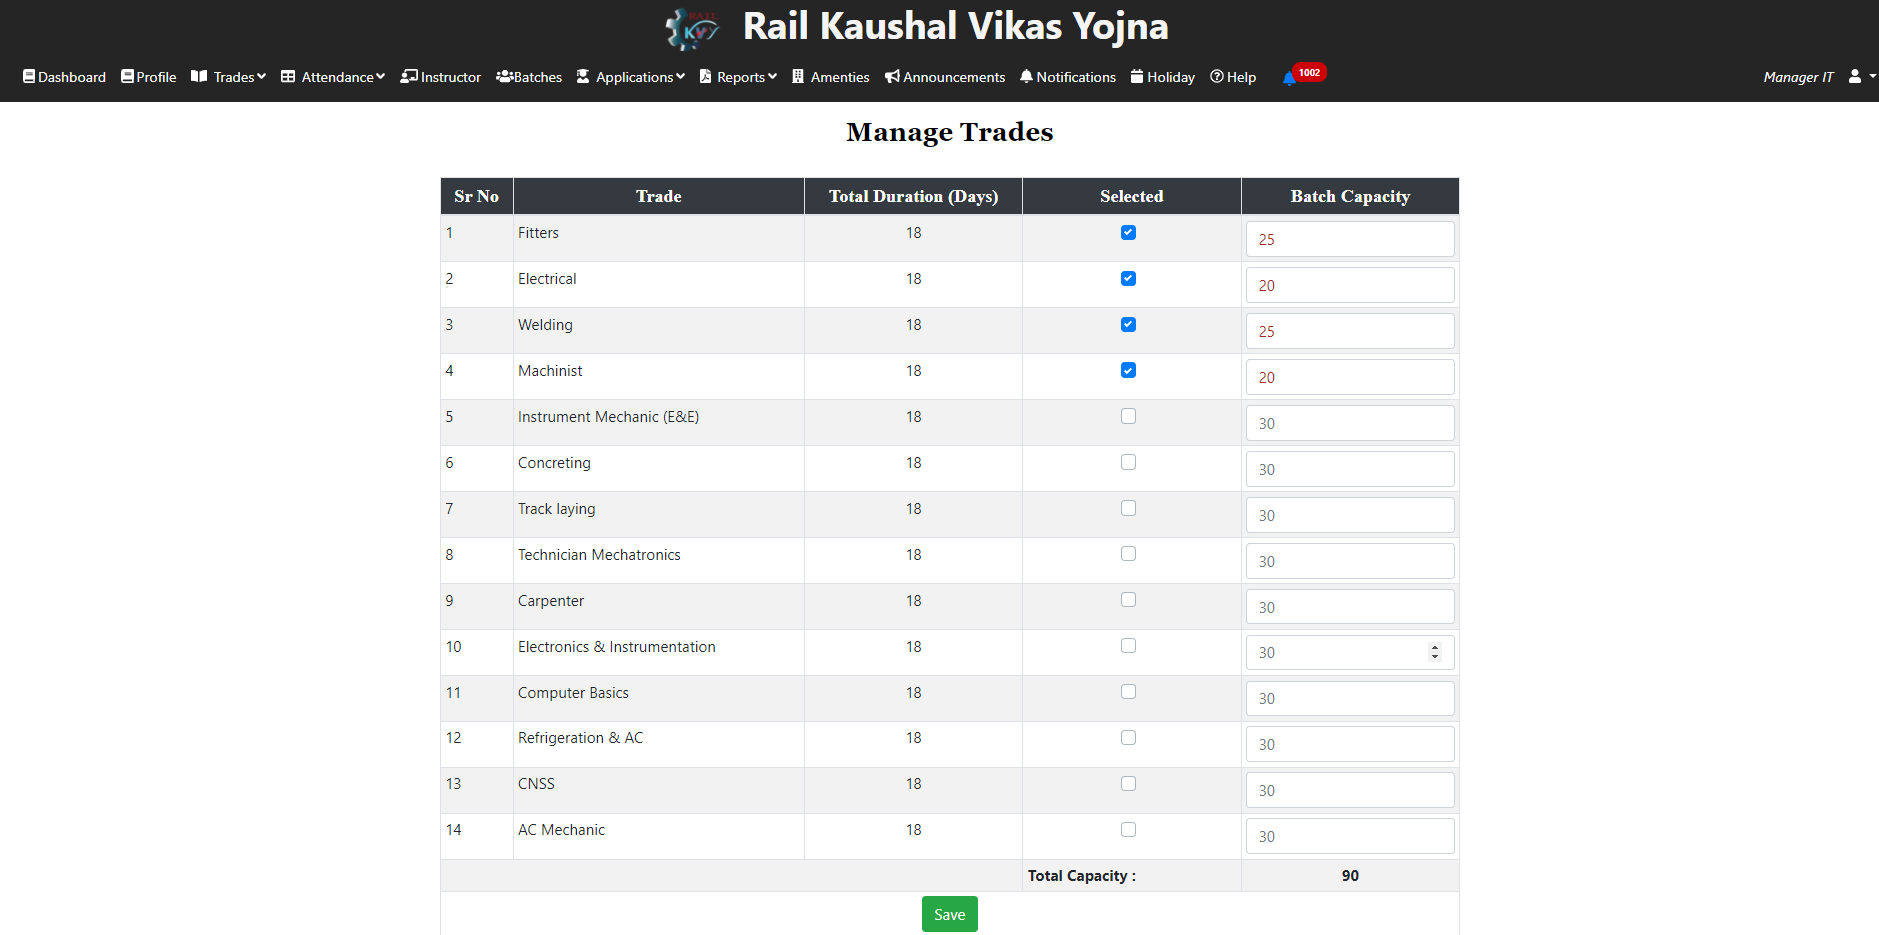 RAIL
KVY
Rail Kaushal Vikas Yojna
Dashboard Profile Trades Attendance Instructor Batches Applications Reports Amenties Announcements Notifications Holiday Help 1002 Manager IT
Manage Trades
Sr No Trade Total Duration (Days) Selected Batch Capacity
1 Fitters 18 25
2 Electrical 18 20
3 Welding 18 25
4 Machinist 18 20
5 Instrument Mechanic (E&E) 18 30
6 Concreting 18 30
7 Track laying 18 30
8 Technician Mechatronics 18 30
9 Carpenter 18 30
10 Electronics & Instrumentation 18 30
11 Computer Basics 18 30
12 Refrigeration & AC 18 30
13 CNSS 18 30
14 AC Mechanic 18 30
Total Capacity : 90
Save